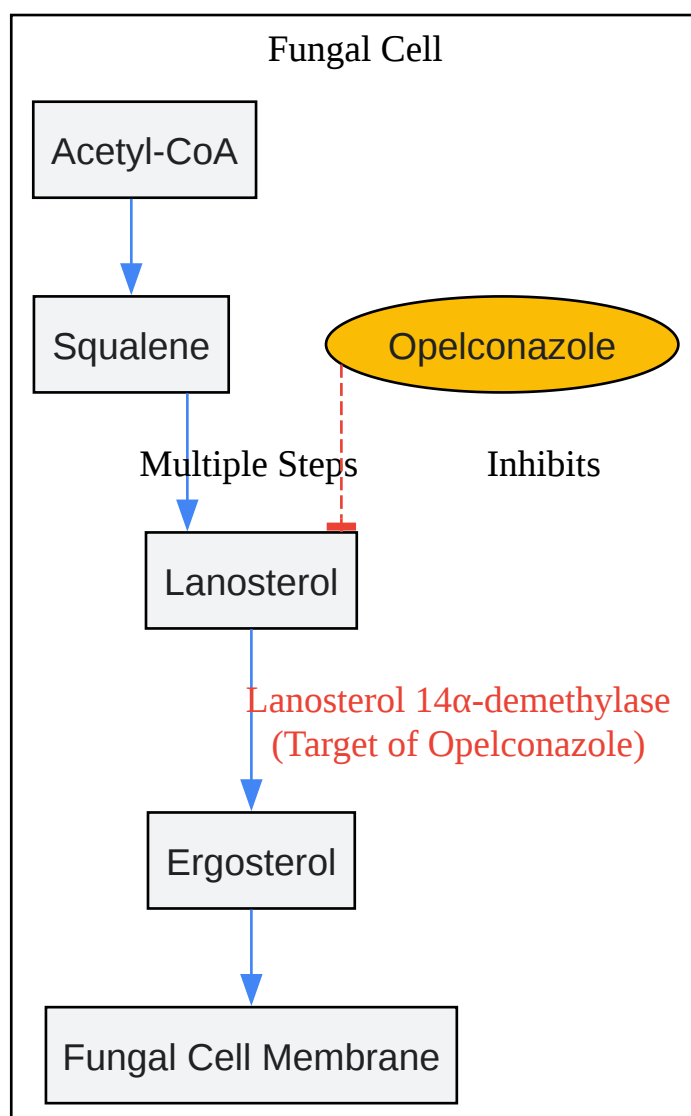 Fungal Cell
Acetyl-CoA
Squalene
Opelconazole
Multiple Steps
Inhibits
Lanosterol
Lanosterol 14α-demethylase
(Target of Opelconazole)
Ergosterol
Fungal Cell Membrane